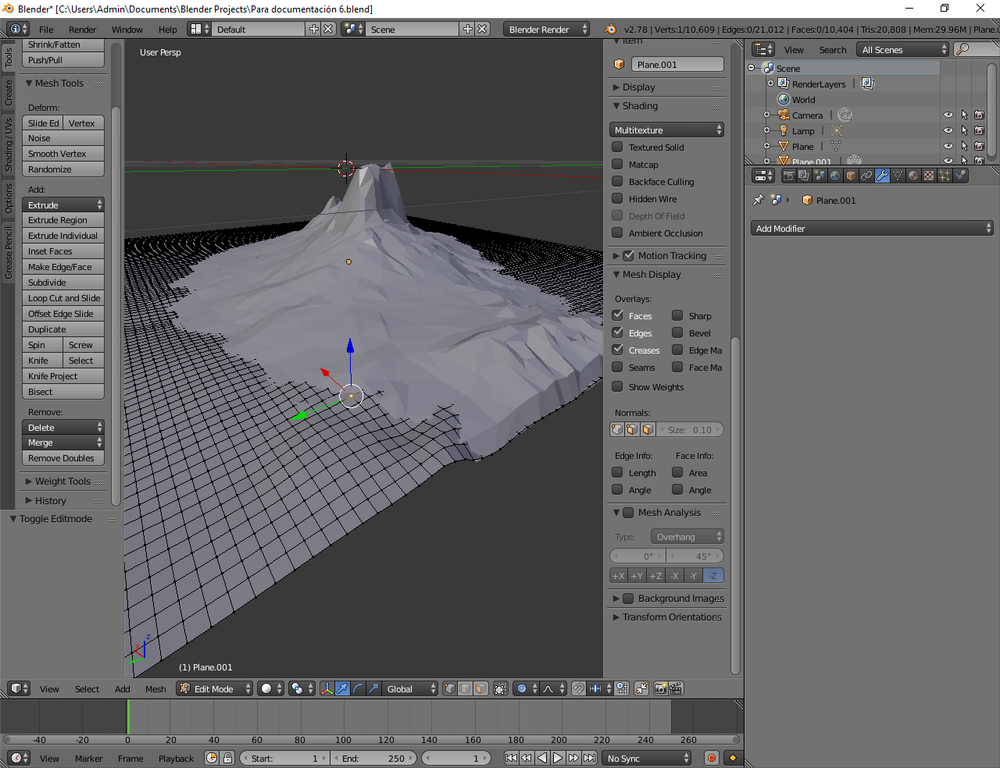 Blender* [C:\Users\Admin\Documents\Blender Projects\Para documentación 6.blend]
File Render Window Help Default Scene Blender Render v2.78 | Verts:1/10,609 | Edges:0/21,012 | Faces:0/10,404 | Tris:20,808 | Mem:29.96M | Plane.
Tools
Create
Shading / UVs
Options
Grease Pencil
Shrink/Fatten
Push/Pull
Mesh Tools
Deform:
Slide Ed Vertex
Noise
Smooth Vertex
Randomize
Add:
Extrude
Extrude Region
Extrude Individual
Inset Faces
Make Edge/Face
Subdivide
Loop Cut and Slide
Offset Edge Slide
Duplicate
Spin Screw
Knife Select
Knife Project
Bisect
Remove:
Delete
Merge
Remove Doubles
Weight Tools
History
Toggle Editmode
User Persp
x
z
(1) Plane.001
Item
Plane.001
Display
Shading
Multitexture
Textured Solid
Matcap
Backface Culling
Hidden Wire
Depth Of Field
Ambient Occlusion
Motion Tracking
Mesh Display
Overlays:
Faces Sharp
Edges Bevel
Creases Edge Ma
Seams Face Ma
Show Weights
Normals:
Size: 0.10
Edge Info: Face Info:
Length Area
Angle Angle
Mesh Analysis
Type: Overhang
0° 45°
+X +Y +Z -X -Y -Z
Background Images
Transform Orientations
View Search All Scenes
Scene
RenderLayers
World
Camera
Lamp
Plane
Plane.001
Plane.001
Add Modifier
View Select Add Mesh Edit Mode Global
-40 -20 0 20 40 60 80 100 120 140 160 180 200 220 240 260
View Marker Frame Playback Start: 1 End: 250 1 No Sync